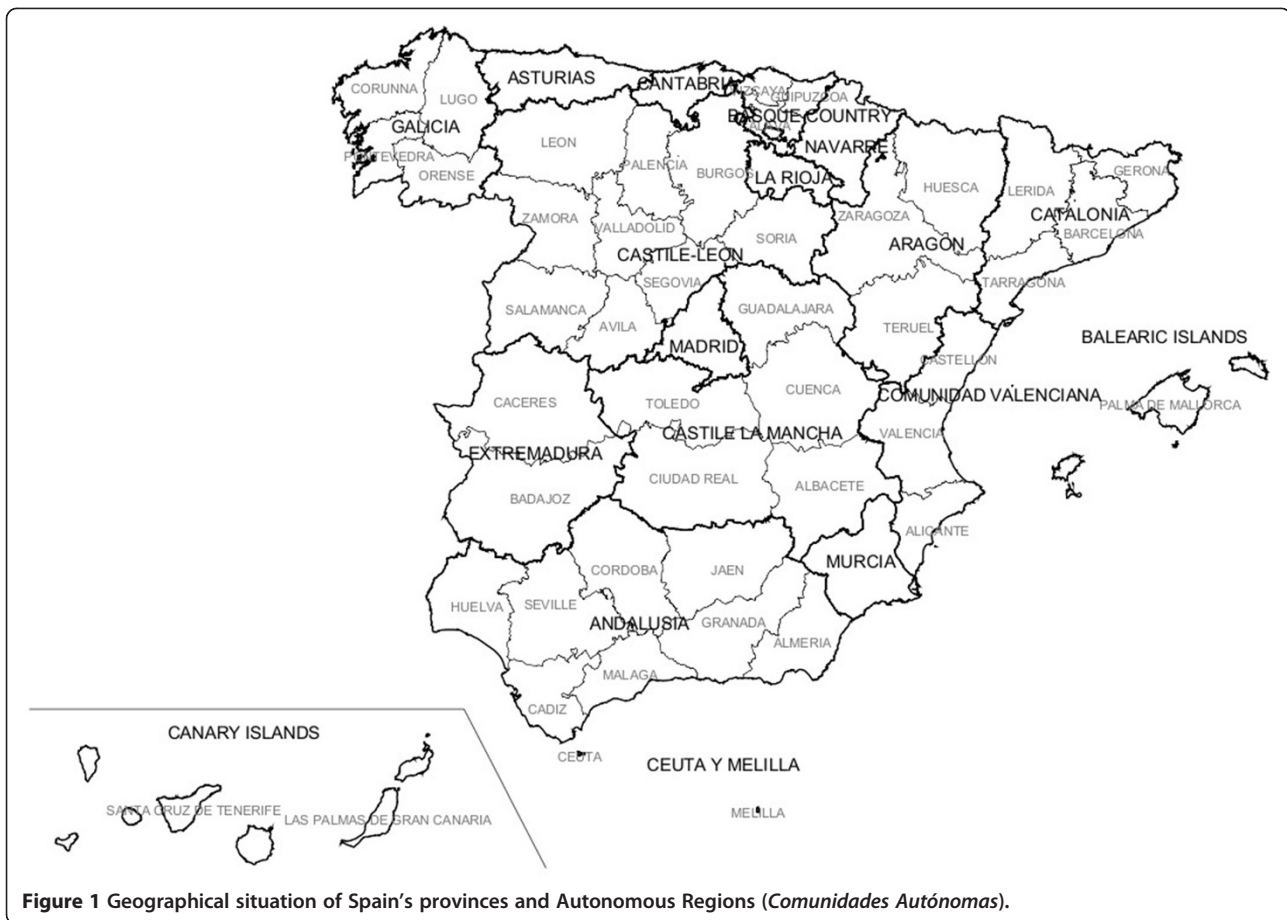 CORUNNA
LUGO
ASTURIAS
CANTABRIA
VIZCAYA
GUIPUZCOA
BASQUE COUNTRY
ALAVA
GALICIA
PONTEVEDRA
ORENSE
LEON
PALENCIA
BURGOS
NAVARRE
LA RIOJA
HUESCA
LERIDA
GERONA
CATALONIA
BARCELONA
ZAMORA
VALLADOLID
SORIA
ZARAGOZA
ARAGON
CASTILE-LEON
SEGOVIA
TARRAGONA
SALAMANCA
AVILA
GUADALAJARA
TERUEL
MADRID
CASTELLON
BALEARIC ISLANDS
CACERES
TOLEDO
CUENCA
COMUNIDAD VALENCIANA
PALMA DE MALLORCA
EXTREMADURA
CASTILE LA MANCHA
VALENCIA
BADAJOZ
CIUDAD REAL
ALBACETE
ALICANTE
CORDOBA
JAEN
MURCIA
HUELVA
SEVILLE
ANDALUSIA
GRANADA
ALMERIA
MALAGA
CADIZ
CEUTA
CEUTA Y MELILLA
MELILLA
CANARY ISLANDS
SANTA CRUZ DE TENERIFE
LAS PALMAS DE GRAN CANARIA
Figure 1 Geographical situation of Spain's provinces and Autonomous Regions (Comunidades Autónomas).